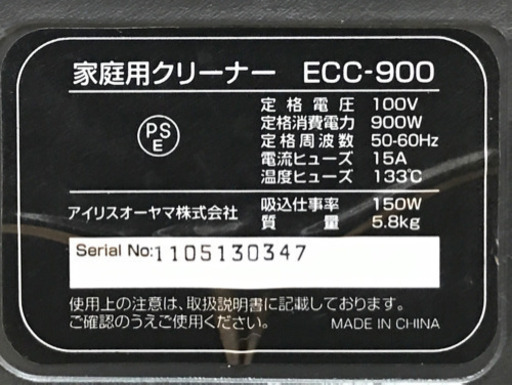 家庭用クリーナー ECC-900
定格電圧 100V
定格消費電力 900W
定格周波数 50-60Hz
電流ヒューズ 15A
温度ヒューズ 133℃
PS
E
アイリスオーヤマ株式会社
吸込仕事率 150W
質量 5.8kg
Serial No: 1105130347
使用上の注意は、取扱説明書に記載しております。
ご確認のうえご使用ください。
MADE IN CHINA